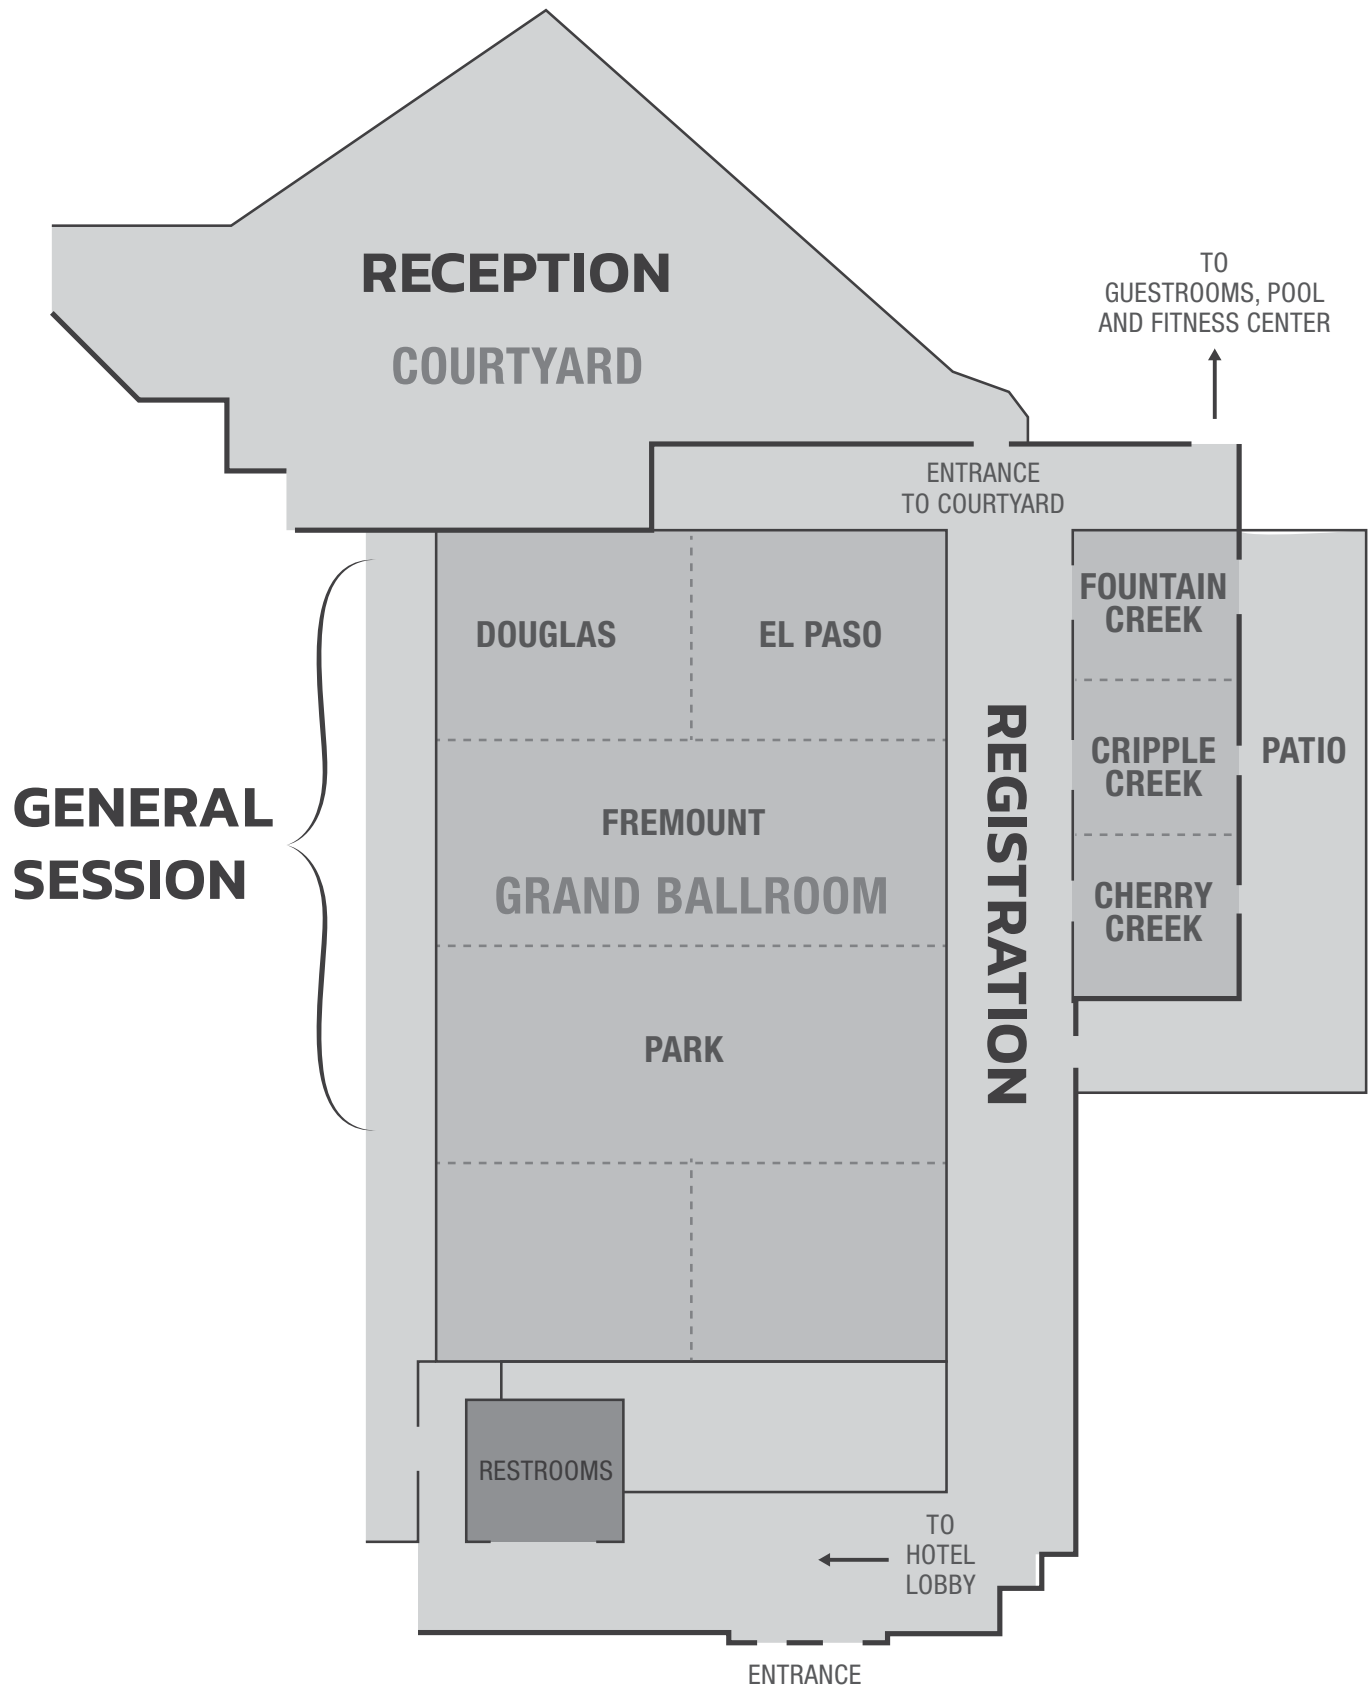 RECEPTION
COURTYARD
TO
GUESTROOMS, POOL
AND FITNESS CENTER
ENTRANCE
TO COURTYARD
DOUGLAS
EL PASO
FOUNTAIN
CREEK
GENERAL
SESSION
FREMOUNT
GRAND BALLROOM
REGISTRATION
CRIPPLE
CREEK
PATIO
CHERRY
CREEK
PARK
RESTROOMS
TO
HOTEL
LOBBY
ENTRANCE